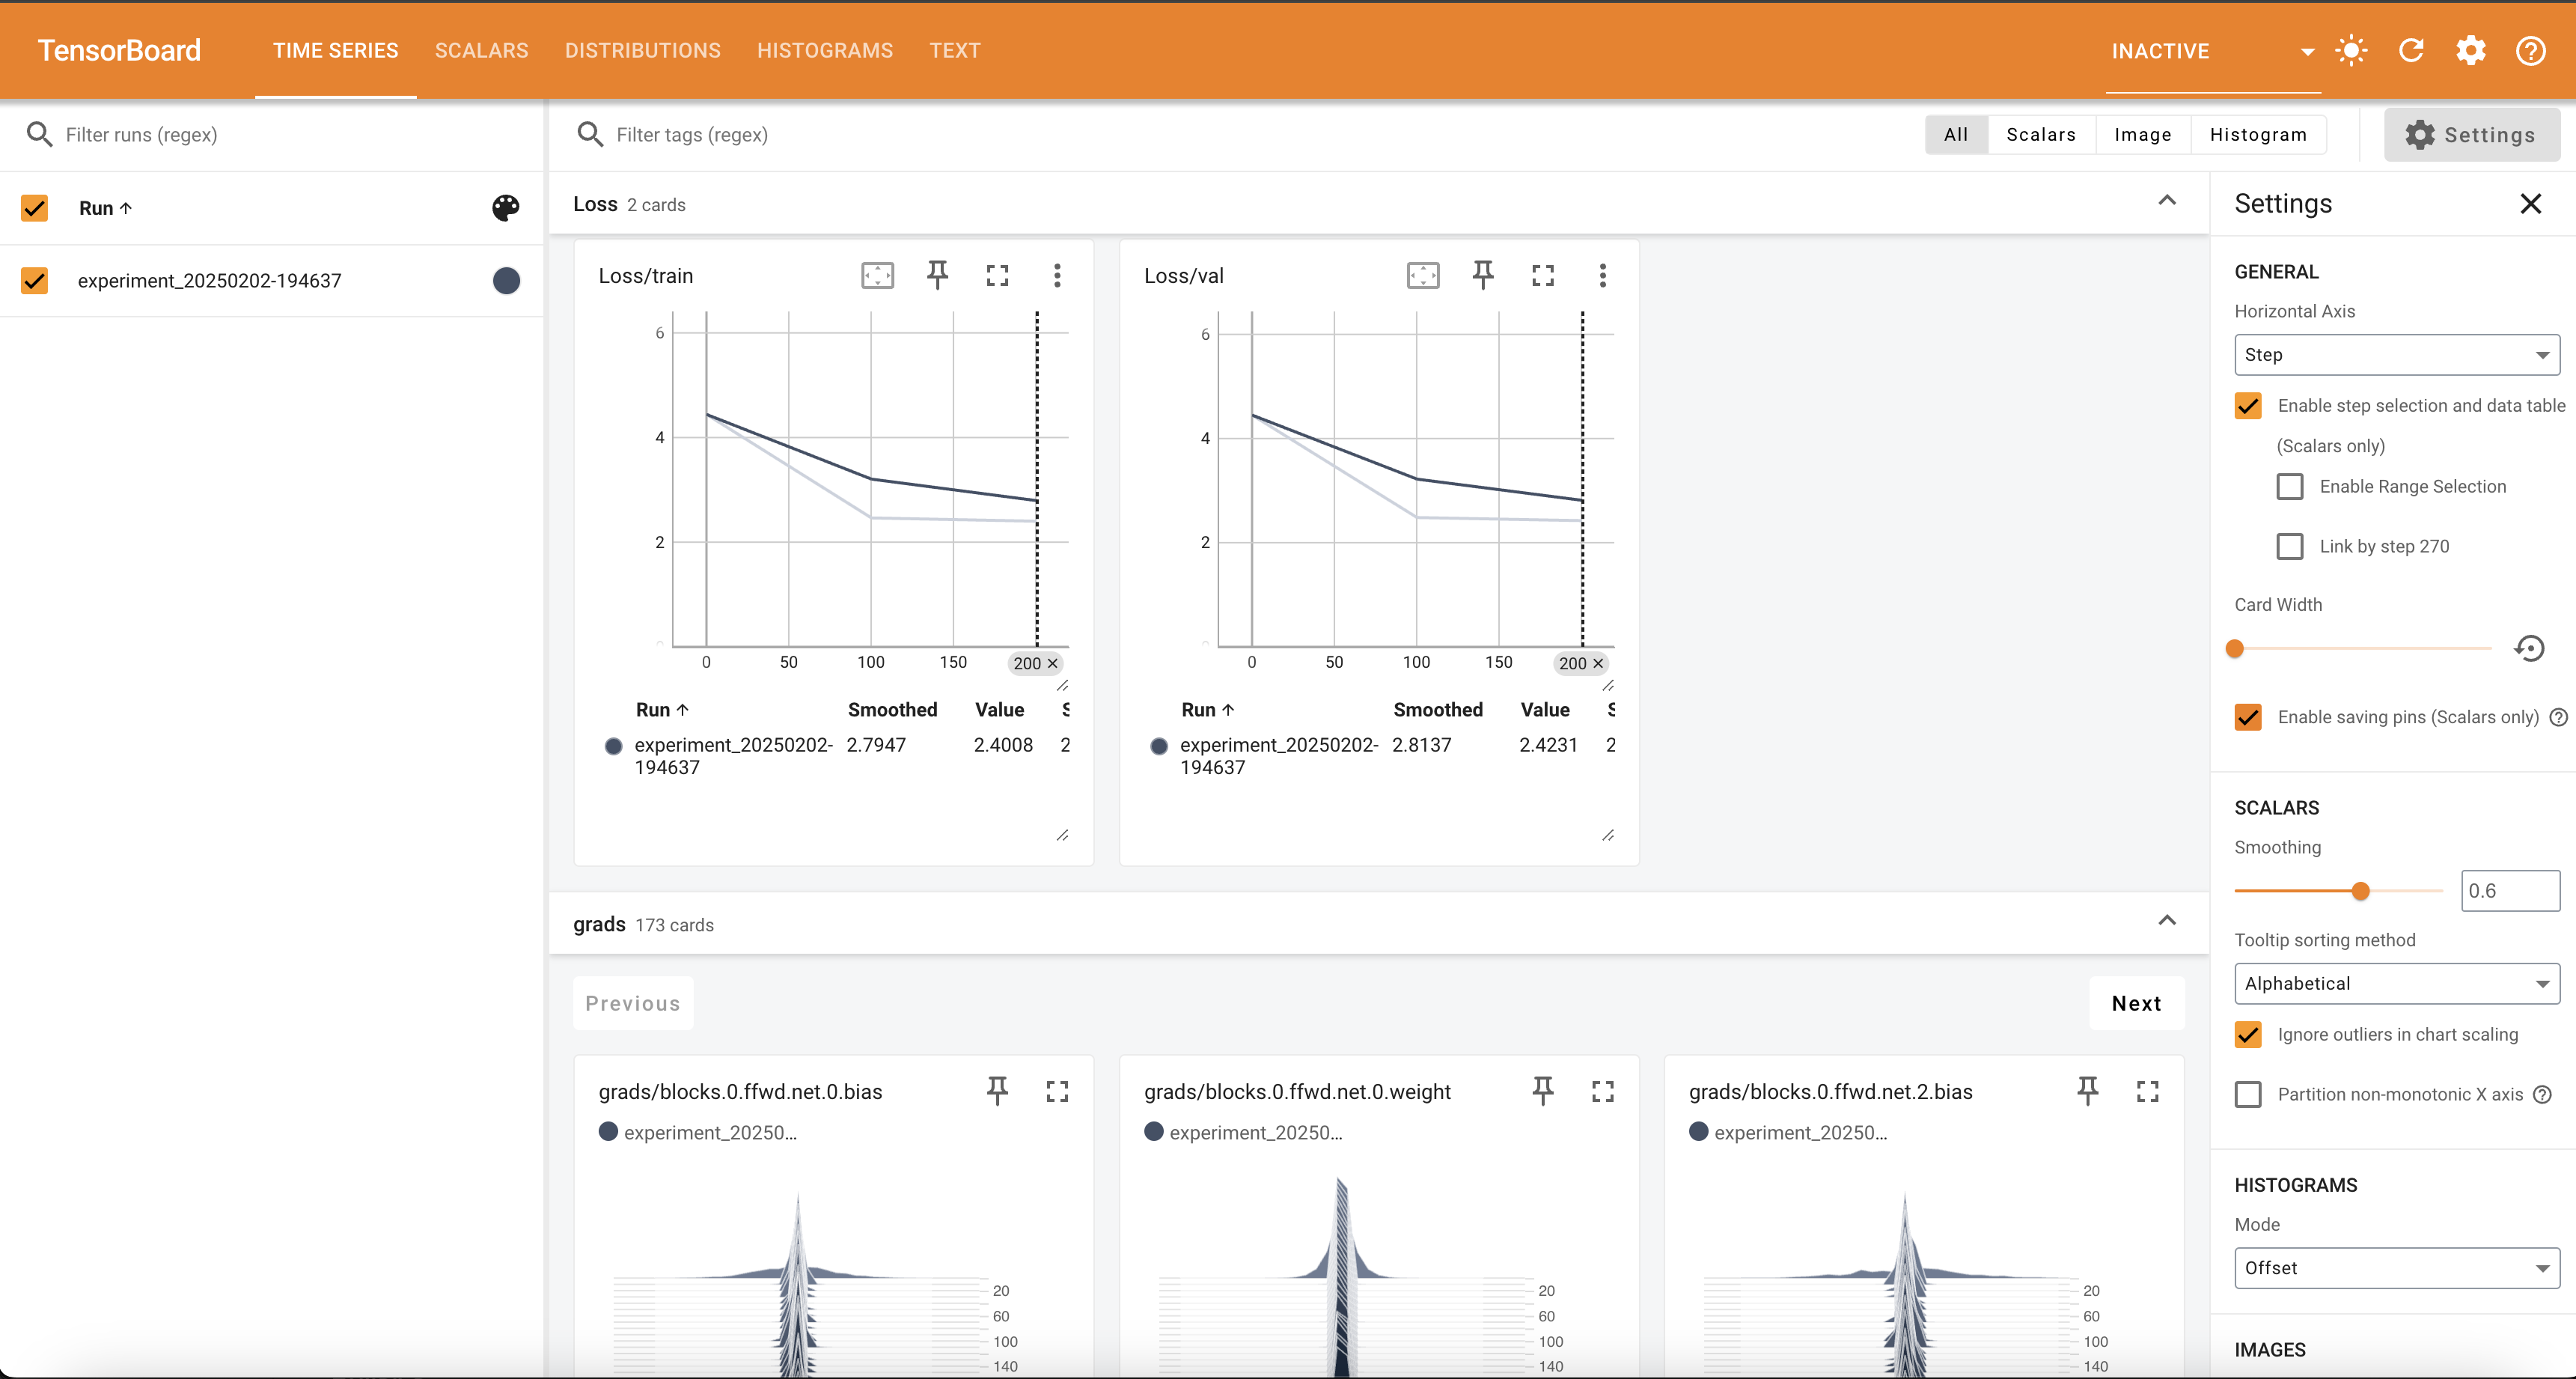 TensorBoard
TIME SERIES
SCALARS
DISTRIBUTIONS
HISTOGRAMS
TEXT
INACTIVE
Filter runs (regex)
Run
experiment_20250202-194637
Filter tags (regex)
All
Scalars
Image
Histogram
Settings
Loss 2 cards
Loss/train
6
4
2
0 50 100 150 200
Run Smoothed Value
experiment_20250202- 2.7947 2.4008 2
194637
Loss/val
6
4
2
0 50 100 150 200
Run Smoothed Value
experiment_20250202- 2.8137 2.4231 2
194637
grads 173 cards
Previous
Next
grads/blocks.0.ffwd.net.0.bias
experiment_20250...
20
60
100
140
grads/blocks.0.ffwd.net.0.weight
experiment_20250...
20
60
100
140
grads/blocks.0.ffwd.net.2.bias
experiment_20250...
20
60
100
140
Settings
GENERAL
Horizontal Axis
Step
Enable step selection and data table
(Scalars only)
Enable Range Selection
Link by step 270
Card Width
Enable saving pins (Scalars only)
SCALARS
Smoothing
0.6
Tooltip sorting method
Alphabetical
Ignore outliers in chart scaling
Partition non-monotonic X axis
HISTOGRAMS
Mode
Offset
IMAGES